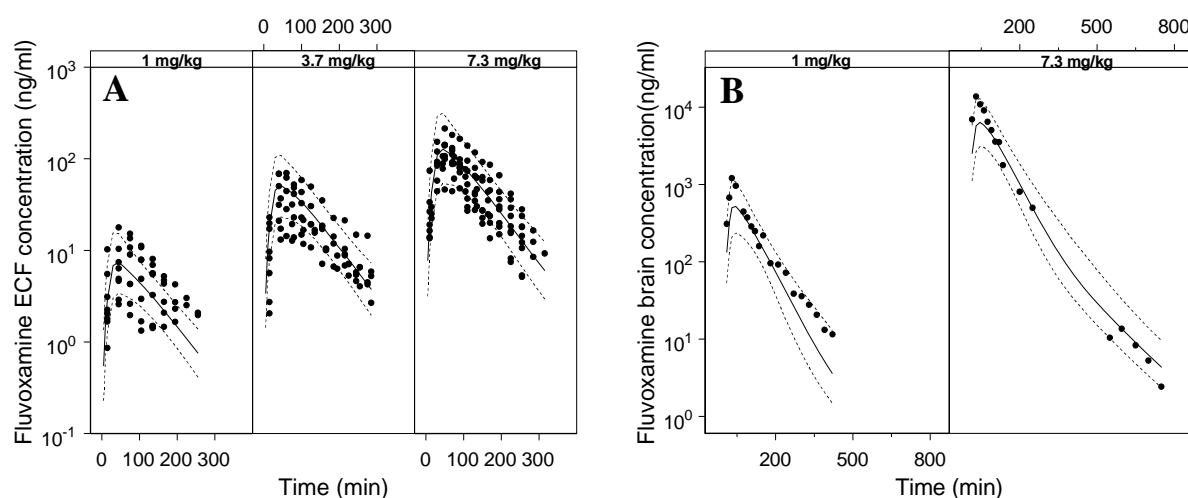 0 100 200 300
200 500 800
1 mg/kg 3.7 mg/kg 7.3 mg/kg
1 mg/kg 7.3 mg/kg
A
B
Fluvoxamine ECF concentration (ng/ml)
10³
10²
10¹
10⁰
10⁻¹
0 100 200 300 0 100 200 300
Time (min)
Fluvoxamine brain concentration(ng/ml)
10⁴
10³
10²
10¹
10⁰
200 500 800
Time (min)